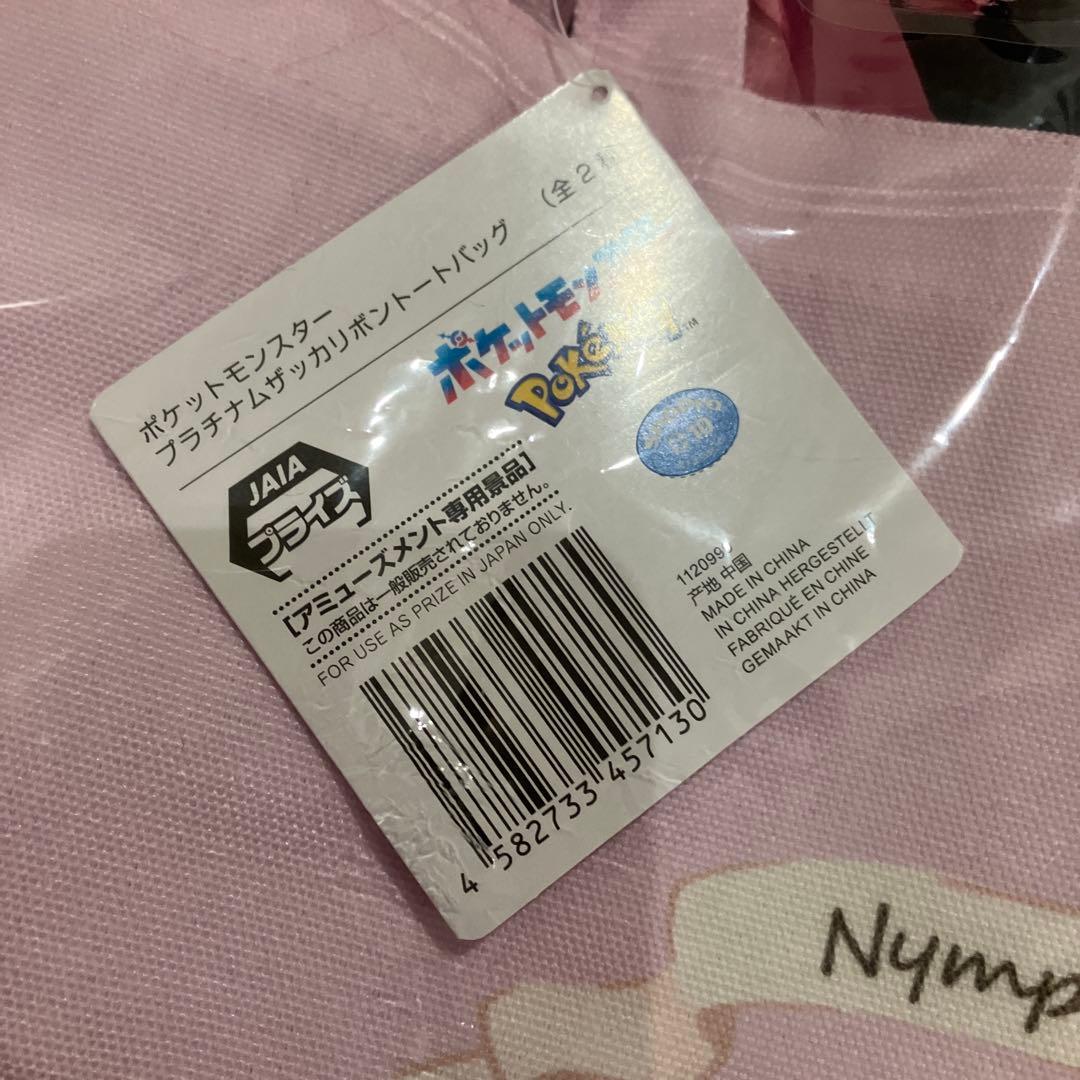 ポケットモンスター
プラチナムザッカリボントートバッグ (全2
ポケットモン
Poké
TM
JAIA
プライズ
[アミューズメント専用景品]
この商品は一般販売されておりません。
FOR USE AS PRIZE IN JAPAN ONLY.
4 582733 457130
产地 中国
MADE IN CHINA
IN CHINA HERGESTELLT
FABRIQUÉ EN CHINE
GEMAAKT IN CHINA
Nymp